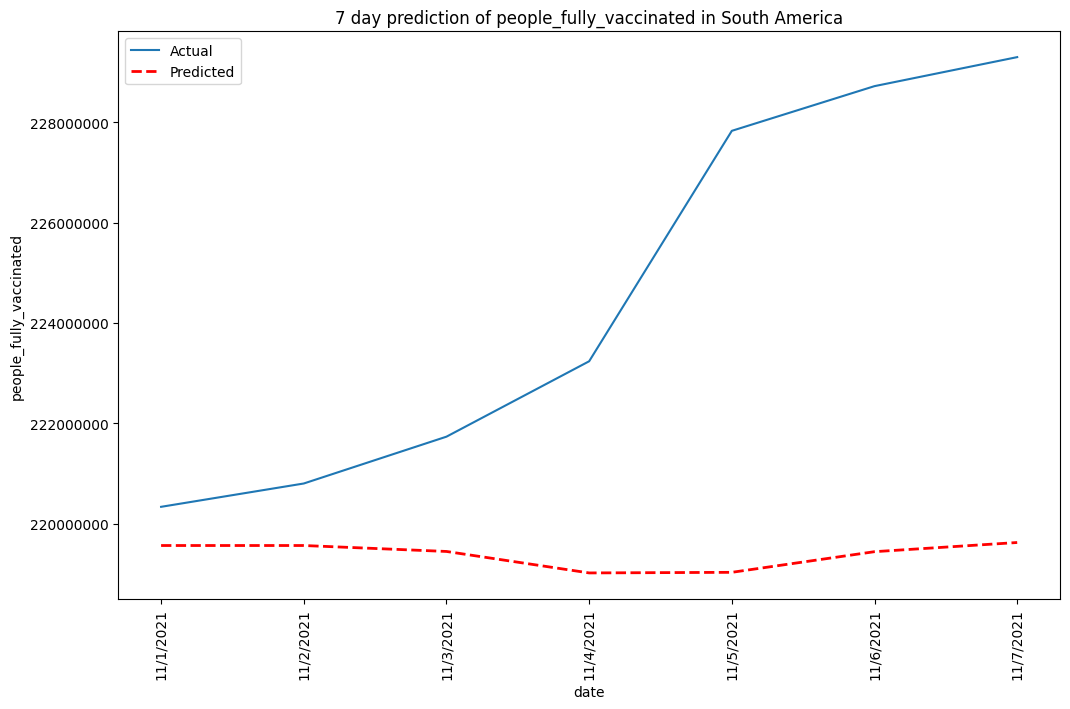 7 day prediction of people_fully_vaccinated in South America
Actual
Predicted
228000000
226000000
224000000
222000000
220000000
people_fully_vaccinated
11/1/2021
11/2/2021
11/3/2021
11/4/2021
11/5/2021
11/6/2021
11/7/2021
date